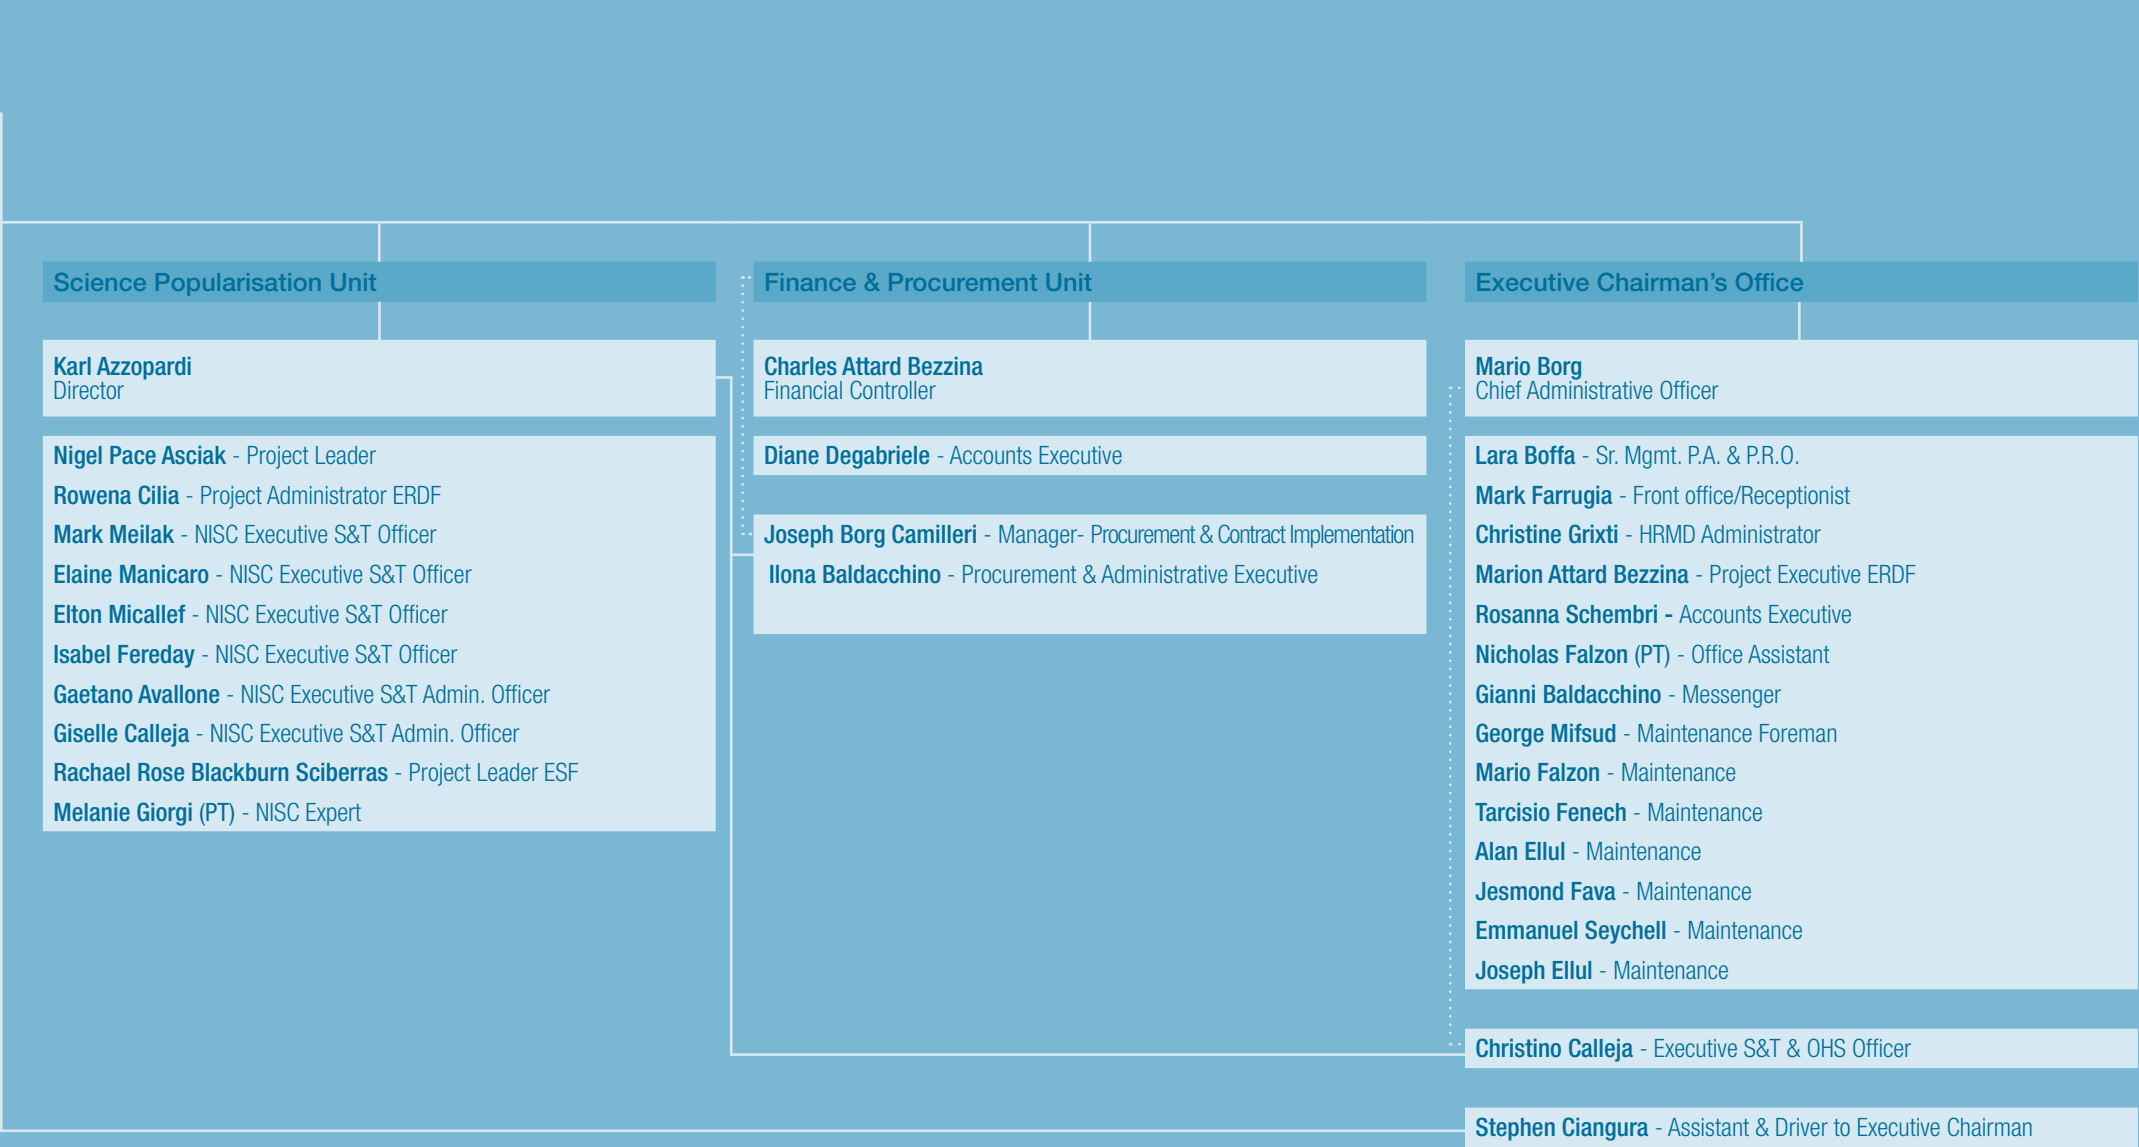 Science Popularisation Unit
Karl Azzopardi
Director
Nigel Pace Asciak - Project Leader
Rowena Cilia - Project Administrator ERDF
Mark Meilak - NISC Executive S&T Officer
Elaine Manicaro - NISC Executive S&T Officer
Elton Micallef - NISC Executive S&T Officer
Isabel Fereday - NISC Executive S&T Officer
Gaetano Avallone - NISC Executive S&T Admin. Officer
Giselle Calleja - NISC Executive S&T Admin. Officer
Rachael Rose Blackburn Sciberras - Project Leader ESF
Melanie Giorgi (PT) - NISC Expert
Finance & Procurement Unit
Charles Attard Bezzina
Financial Controller
Diane Degabriele - Accounts Executive
Joseph Borg Camilleri - Manager- Procurement & Contract Implementation
Ilona Baldacchino - Procurement & Administrative Executive
Executive Chairman's Office
Mario Borg
Chief Administrative Officer
Lara Boffa - Sr. Mgmt. P.A. & P.R.O.
Mark Farrugia - Front office/Receptionist
Christine Grixti - HRMD Administrator
Marion Attard Bezzina - Project Executive ERDF
Rosanna Schembri - Accounts Executive
Nicholas Falzon (PT) - Office Assistant
Gianni Baldacchino - Messenger
George Mifsud - Maintenance Foreman
Mario Falzon - Maintenance
Tarcisio Fenech - Maintenance
Alan Ellul - Maintenance
Jesmond Fava - Maintenance
Emmanuel Seychell - Maintenance
Joseph Ellul - Maintenance
Christino Calleja - Executive S&T & OHS Officer
Stephen Ciangura - Assistant & Driver to Executive Chairman